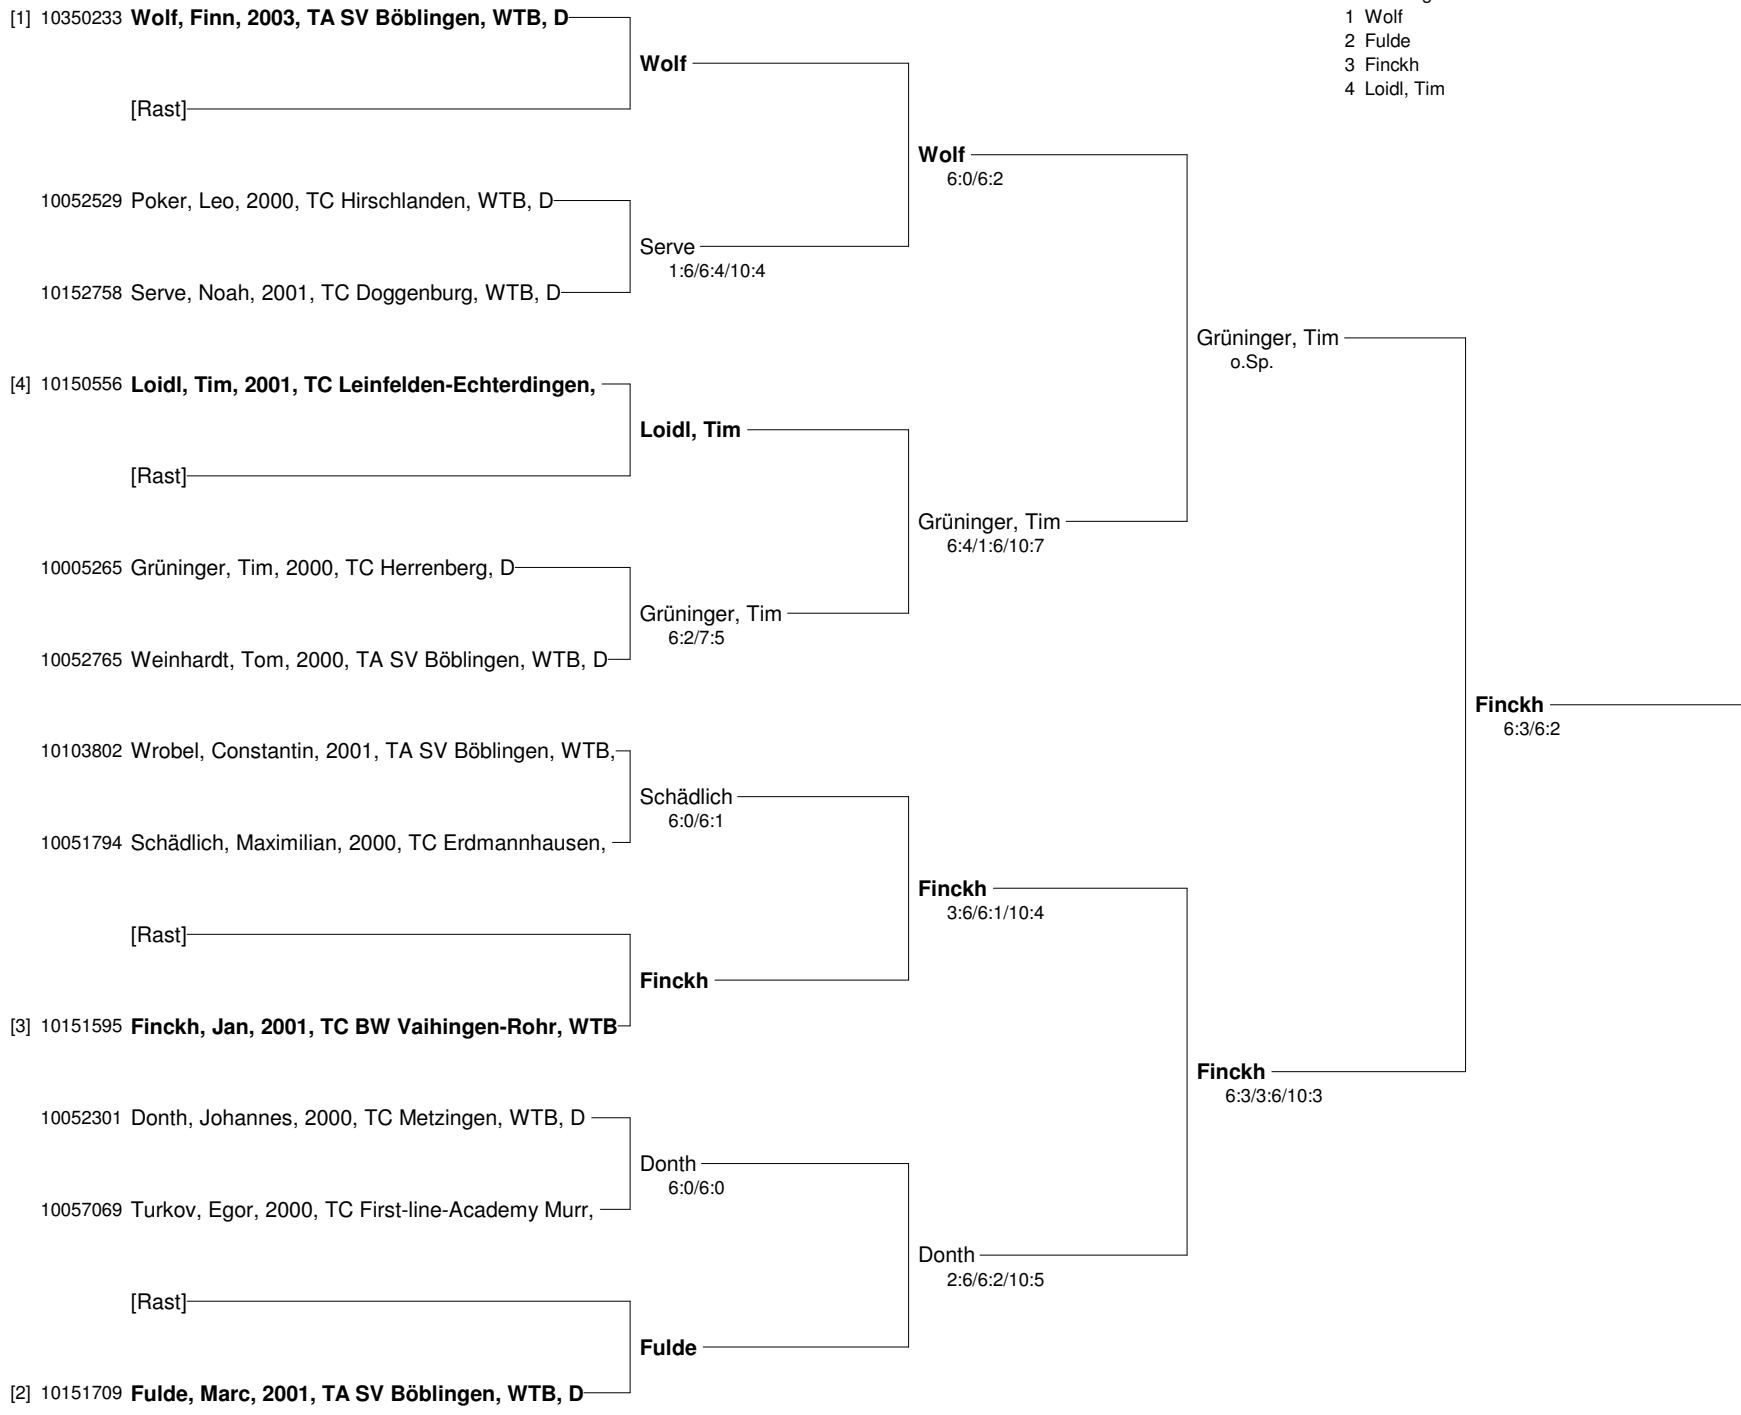 [1] 10350233 Wolf, Finn, 2003, TA SV Böblingen, WTB, D
[Rast]
10052529 Poker, Leo, 2000, TC Hirschlanden, WTB, D
10152758 Serve, Noah, 2001, TC Doggenburg, WTB, D
[4] 10150556 Loidl, Tim, 2001, TC Leinfelden-Echterdingen,
[Rast]
10005265 Grüninger, Tim, 2000, TC Herrenberg, D
10052765 Weinhardt, Tom, 2000, TA SV Böblingen, WTB, D
10103802 Wrobel, Constantin, 2001, TA SV Böblingen, WTB,
10051794 Schädlich, Maximilian, 2000, TC Erdmannhausen,
[Rast]
[3] 10151595 Finckh, Jan, 2001, TC BW Vaihingen-Rohr, WTB
10052301 Donth, Johannes, 2000, TC Metzingen, WTB, D
10057069 Turkov, Egor, 2000, TC First-line-Academy Murr,
[Rast]
[2] 10151709 Fulde, Marc, 2001, TA SV Böblingen, WTB, D
Wolf
Serve
1:6/6:4/10:4
Loidl, Tim
Grüninger, Tim
6:2/7:5
Schädlich
6:0/6:1
Finckh
Donth
6:0/6:0
Fulde
Wolf
6:0/6:2
Grüninger, Tim
6:4/1:6/10:7
Finckh
3:6/6:1/10:4
Donth
2:6/6:2/10:5
Grüninger, Tim
o.Sp.
Finckh
6:3/3:6/10:3
Finckh
6:3/6:2
1 Wolf
2 Fulde
3 Finckh
4 Loidl, Tim